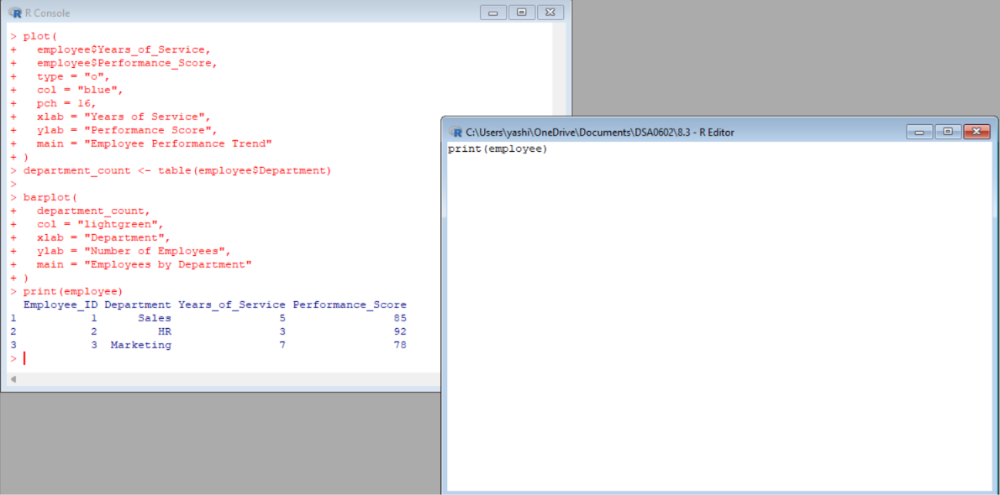 R Console
> plot(
+   employee$Years_of_Service,
+   employee$Performance_Score,
+   type = "o",
+   col = "blue",
+   pch = 16,
+   xlab = "Years of Service",
+   ylab = "Performance Score",
+   main = "Employee Performance Trend"
+ )
> department_count <- table(employee$Department)
>
> barplot(
+   department_count,
+   col = "lightgreen",
+   xlab = "Department",
+   ylab = "Number of Employees",
+   main = "Employees by Department"
+ )
> print(employee)
  Employee_ID Department Years_of_Service Performance_Score
1           1      Sales                5                85
2           2         HR                3                92
3           3  Marketing                7                78
>
C:\Users\yashi\OneDrive\Documents\DSA0602\8.3 - R Editor
print(employee)